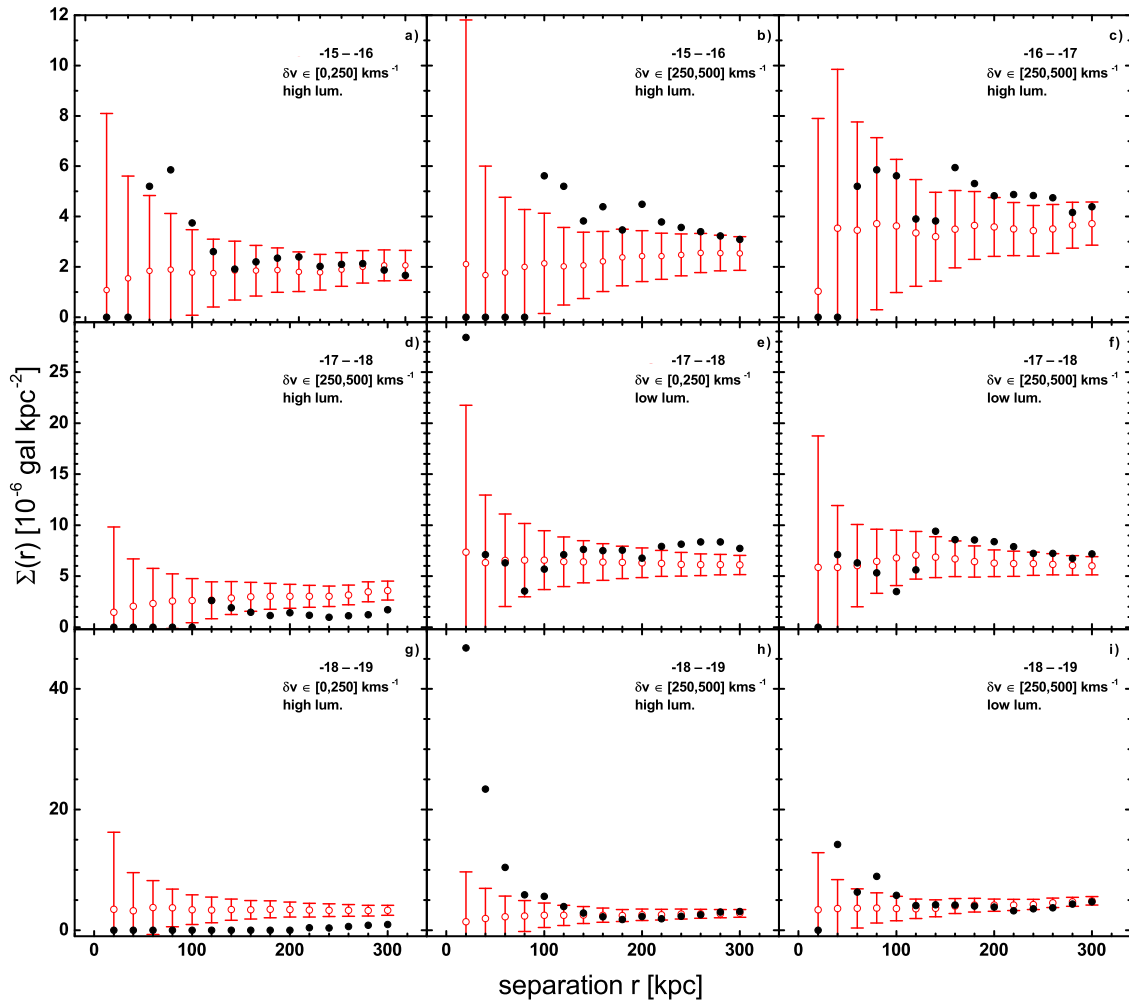 12
10
8
6
4
2
0
a)
-15 – -16
δv ∈ [0,250] kms⁻¹
high lum.
b)
-15 – -16
δv ∈ [250,500] kms⁻¹
high lum.
c)
-16 – -17
δv ∈ [250,500] kms⁻¹
high lum.
Σ(r) [10⁻⁶ gal kpc⁻²]
25
20
15
10
5
0
d)
-17 – -18
δv ∈ [250,500] kms⁻¹
high lum.
e)
-17 – -18
δv ∈ [0,250] kms⁻¹
low lum.
f)
-17 – -18
δv ∈ [250,500] kms⁻¹
low lum.
40
20
0
g)
-18 – -19
δv ∈ [0,250] kms⁻¹
high lum.
h)
-18 – -19
δv ∈ [250,500] kms⁻¹
high lum.
i)
-18 – -19
δv ∈ [250,500] kms⁻¹
low lum.
0 100 200 300 0 100 200 300 0 100 200 300
separation r [kpc]